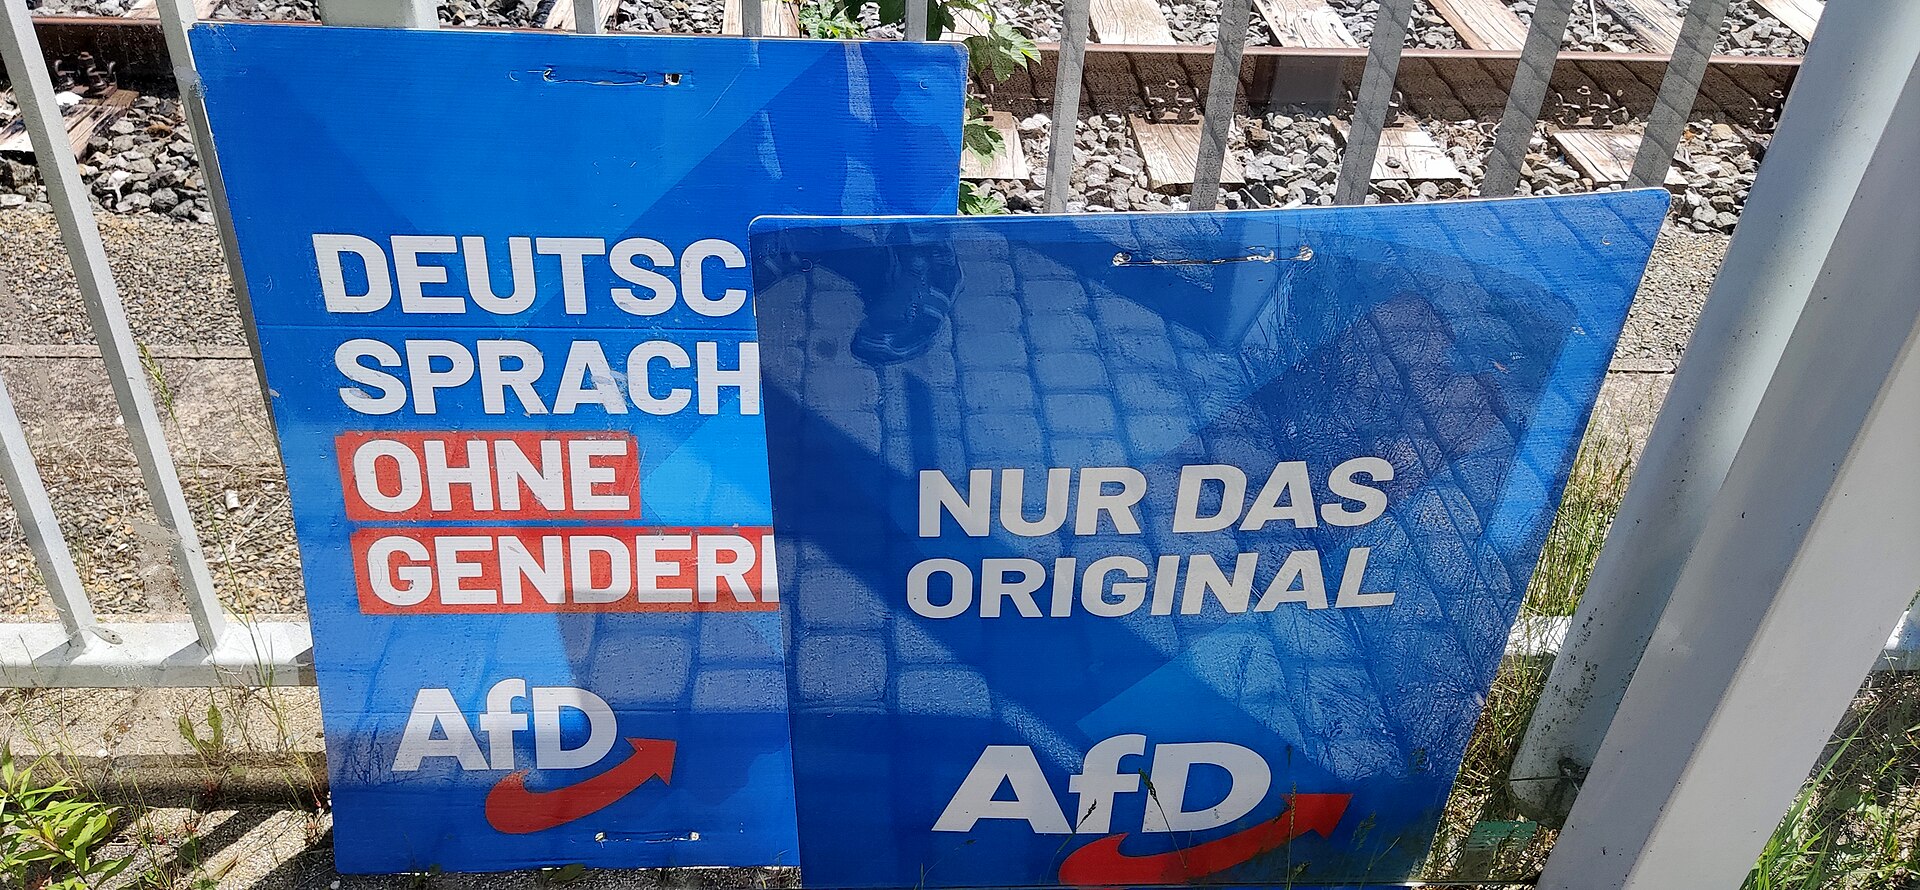 DEUTSC
SPRACH
OHNE
GENDER
AfD
NUR DAS
ORIGINAL
AfD